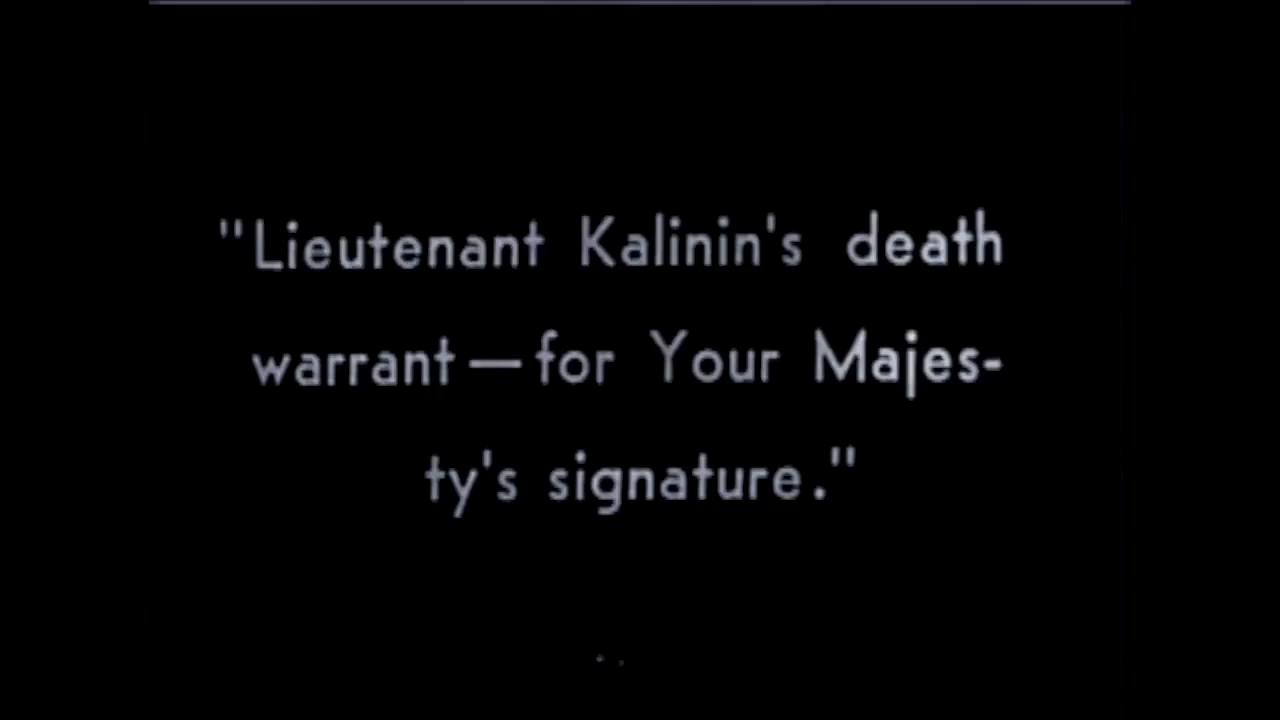 "Lieutenant Kalinin's death
warrant—for Your Majes-
ty's signature."